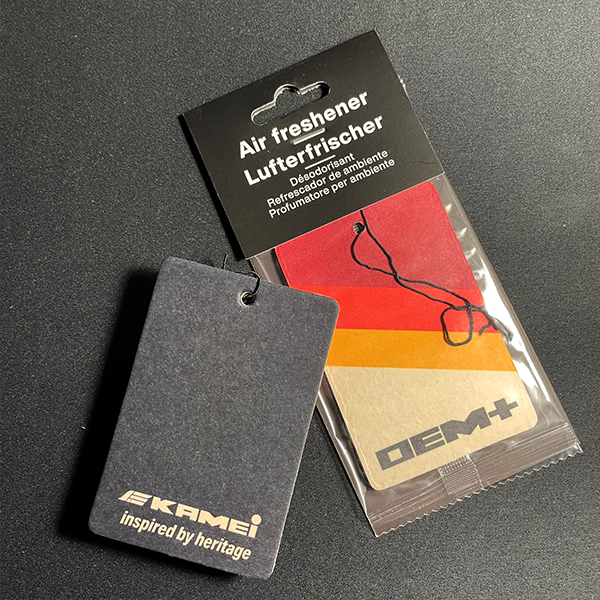 Air freshener
Lufterfrischer
Désodorisant
Refrescador de ambiente
Profumatore per ambiente
OEM+
KAMEI
inspired by heritage